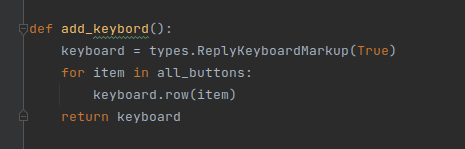 def add_keybord():
    keyboard = types.ReplyKeyboardMarkup(True)
    for item in all_buttons:
        keyboard.row(item)
    return keyboard